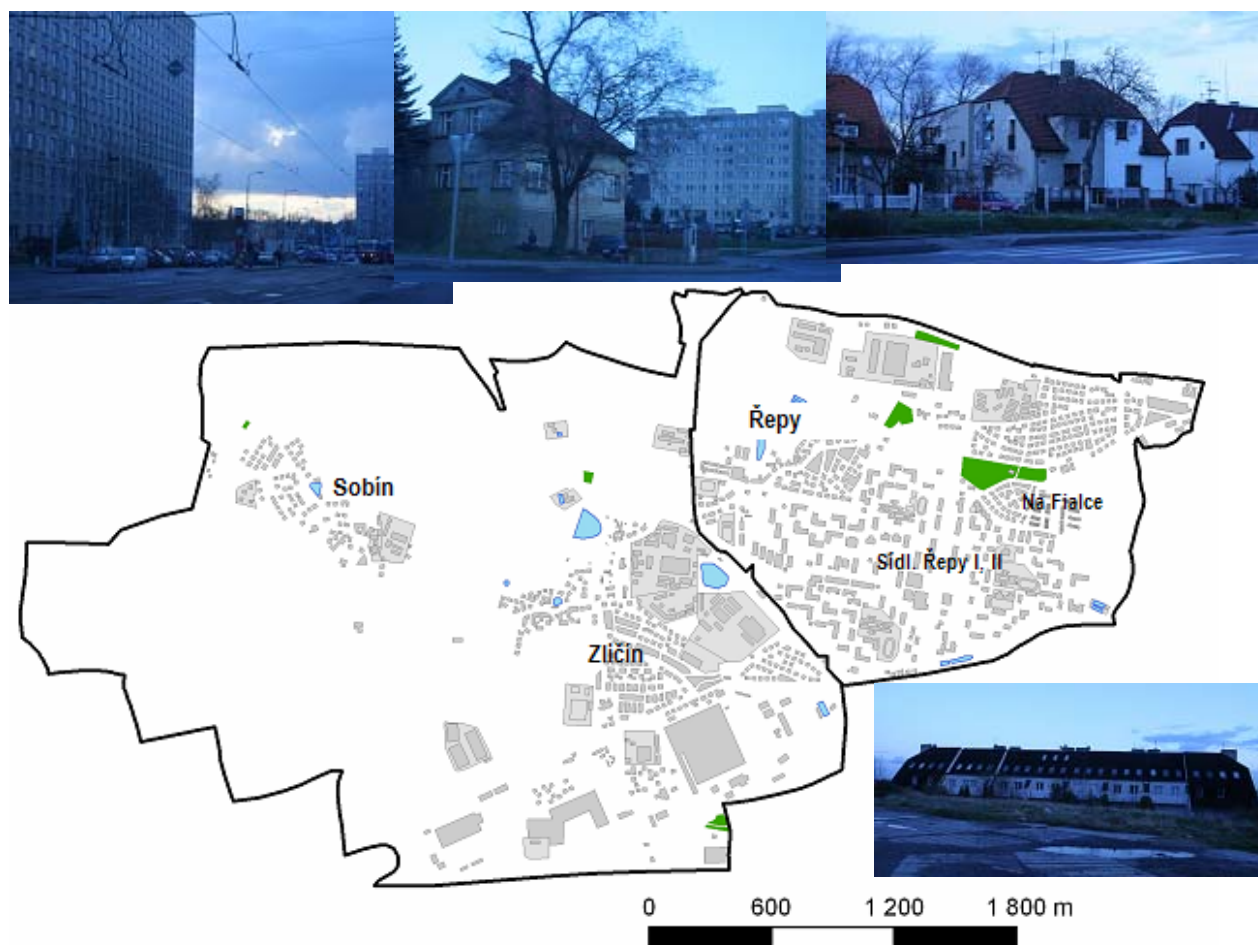 Řepy
Sobín
Na Fialce
Sídl. Řepy I, II
Zličín
0 600 1 200 1 800 m